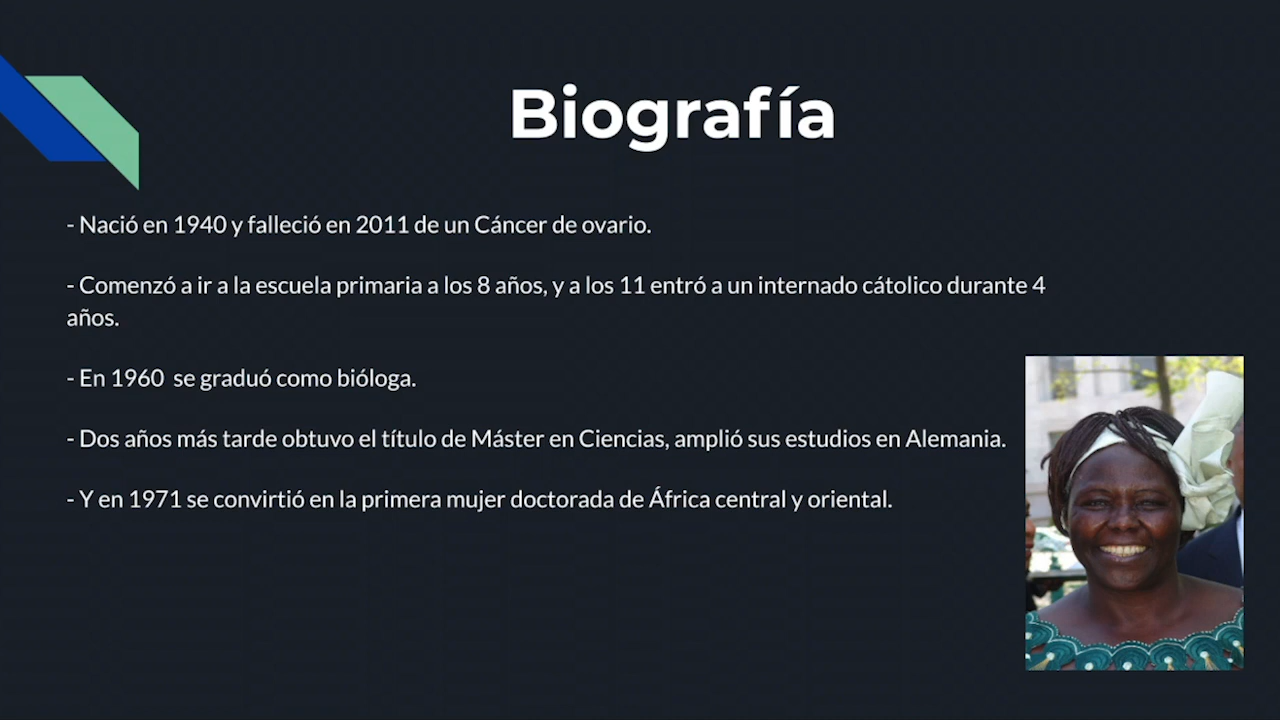 Biografía
- Nació en 1940 y falleció en 2011 de un Cáncer de ovario.
- Comenzó a ir a la escuela primaria a los 8 años, y a los 11 entró a un internado cátolico durante 4
años.
- En 1960 se graduó como bióloga.
- Dos años más tarde obtuvo el título de Máster en Ciencias, amplió sus estudios en Alemania.
- Y en 1971 se convirtió en la primera mujer doctorada de África central y oriental.